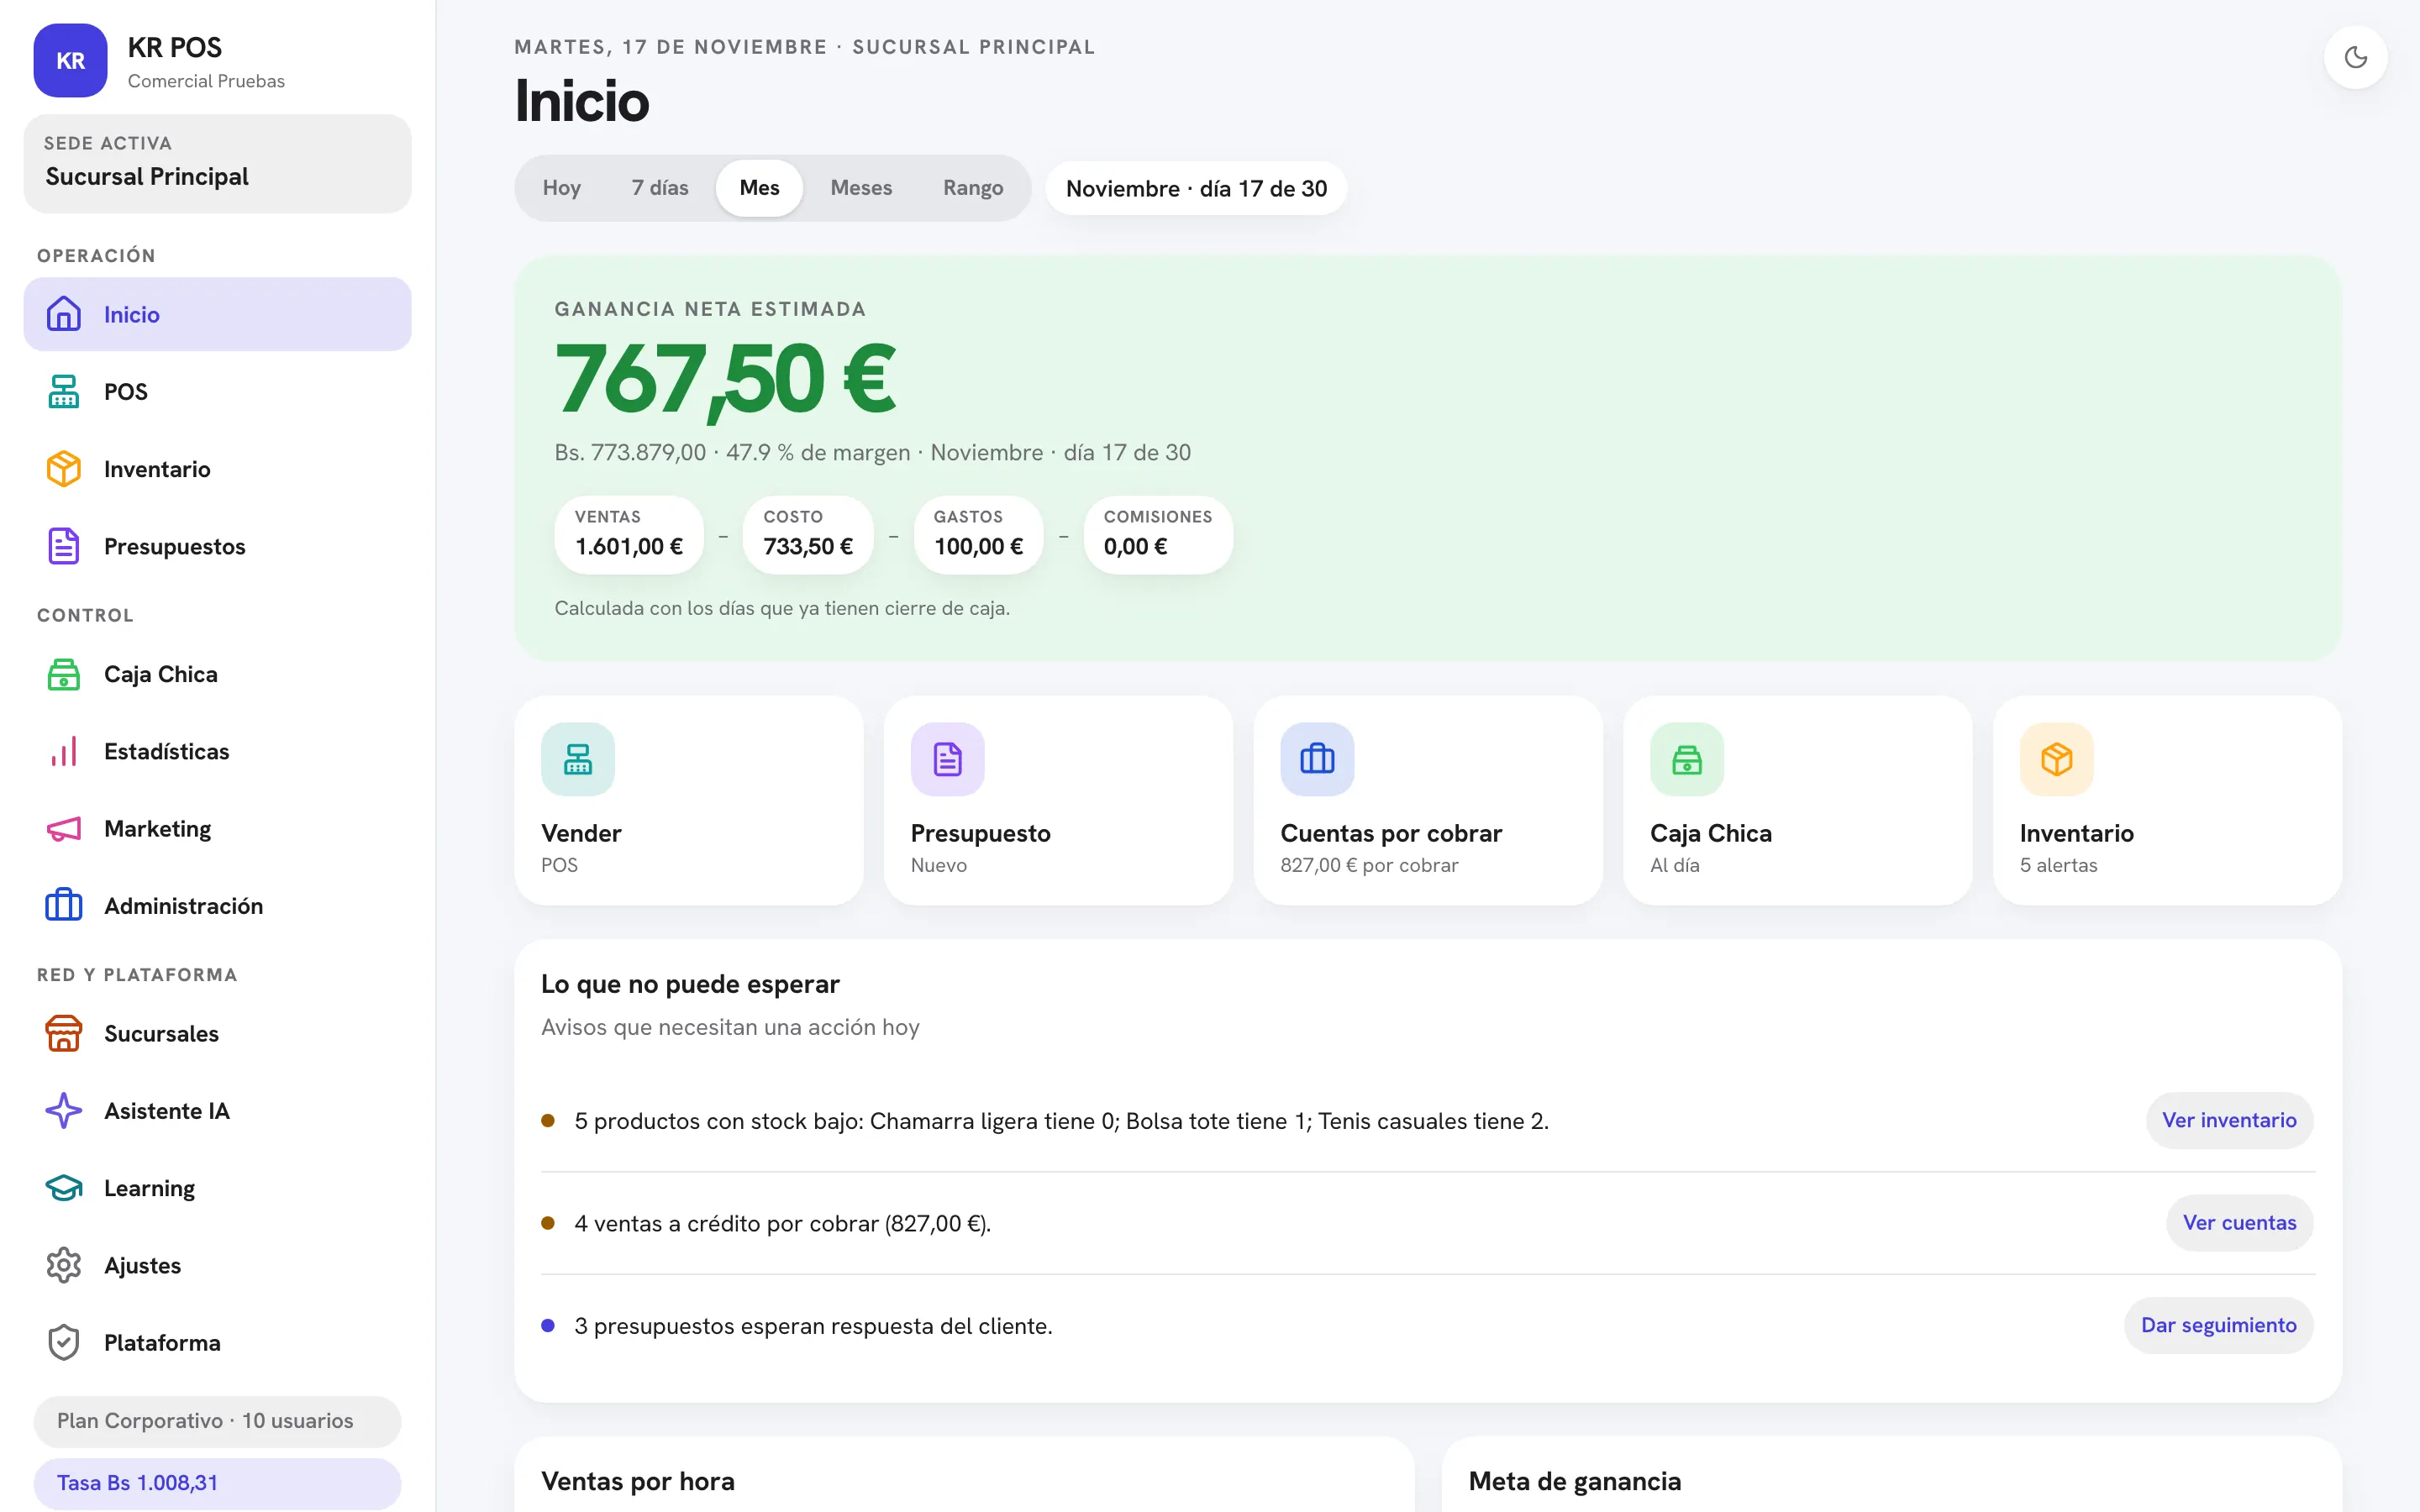 KR
KR POS
Comercial Pruebas
SEDE ACTIVA
Sucursal Principal
OPERACIÓN
Inicio
POS
Inventario
Presupuestos
CONTROL
Caja Chica
Estadísticas
Marketing
Administración
RED Y PLATAFORMA
Sucursales
Asistente IA
Learning
Ajustes
Plataforma
Plan Corporativo · 10 usuarios
Tasa Bs 1.008,31
MARTES, 17 DE NOVIEMBRE · SUCURSAL PRINCIPAL
Inicio
Hoy 7 días Mes Meses Rango Noviembre · día 17 de 30
GANANCIA NETA ESTIMADA
767,50 €
Bs. 773.879,00 · 47.9 % de margen · Noviembre · día 17 de 30
VENTAS COSTO GASTOS COMISIONES
1.601,00 € – 733,50 € – 100,00 € – 0,00 €
Calculada con los días que ya tienen cierre de caja.
Vender
POS
Presupuesto
Nuevo
Cuentas por cobrar
827,00 € por cobrar
Caja Chica
Al día
Inventario
5 alertas
Lo que no puede esperar
Avisos que necesitan una acción hoy
5 productos con stock bajo: Chamarra ligera tiene 0; Bolsa tote tiene 1; Tenis casuales tiene 2. Ver inventario
4 ventas a crédito por cobrar (827,00 €). Ver cuentas
3 presupuestos esperan respuesta del cliente. Dar seguimiento
Ventas por hora
Meta de ganancia